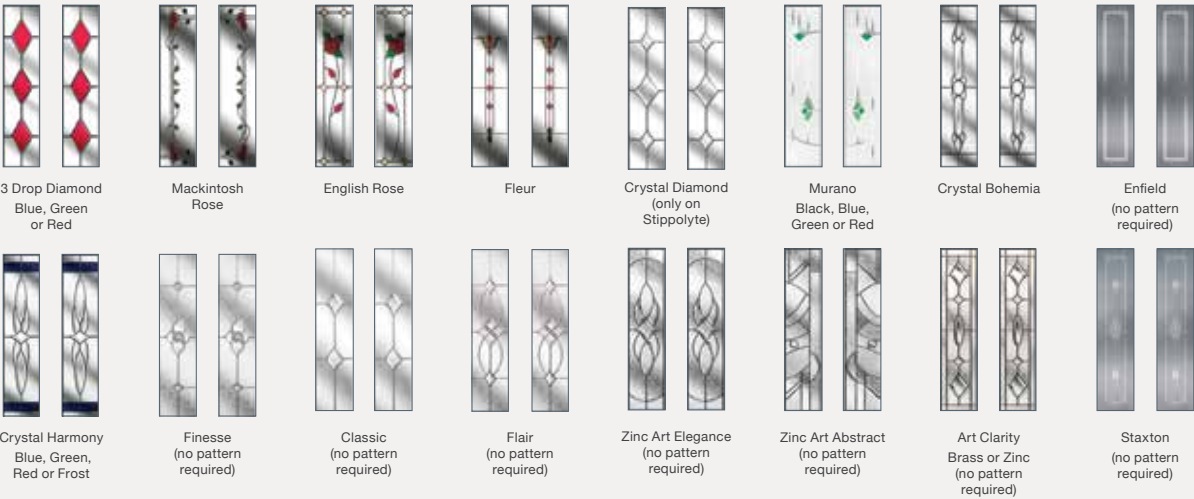 3 Drop Diamond
Blue, Green
or Red
Mackintosh
Rose
English Rose
Fleur
Crystal Diamond
(only on
Stippolyte)
Murano
Black, Blue,
Green or Red
Crystal Bohemia
Enfield
(no pattern
required)
Crystal Harmony
Blue, Green,
Red or Frost
Finesse
(no pattern
required)
Classic
(no pattern
required)
Flair
(no pattern
required)
Zinc Art Elegance
(no pattern
required)
Zinc Art Abstract
(no pattern
required)
Art Clarity
Brass or Zinc
(no pattern
required)
Staxton
(no pattern
required)